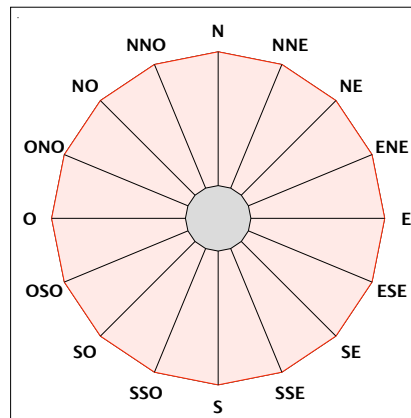 N
NNO NNE
NO NE
ONO ENE
O E
OSO ESE
SO SE
SSO SSE
S